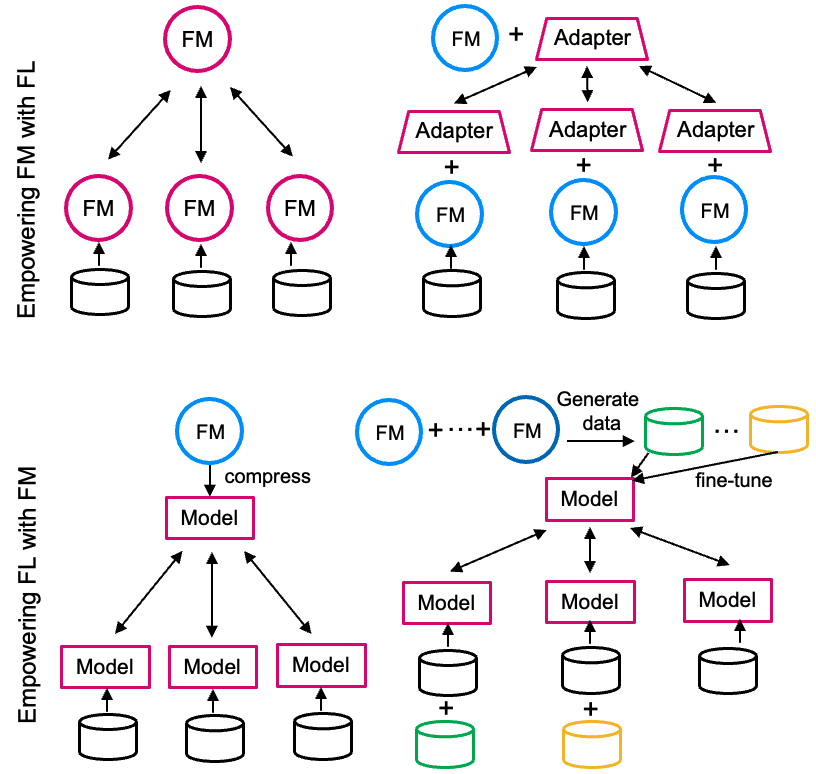 Empowering FM with FL
FM
FM
FM
FM
FM
+
Adapter
Adapter
Adapter
Adapter
+
+
+
FM
FM
FM
Empowering FL with FM
FM
compress
Model
Model
Model
Model
FM
+
...
+
FM
Generate
data
...
fine-tune
Model
Model
Model
Model
+
+